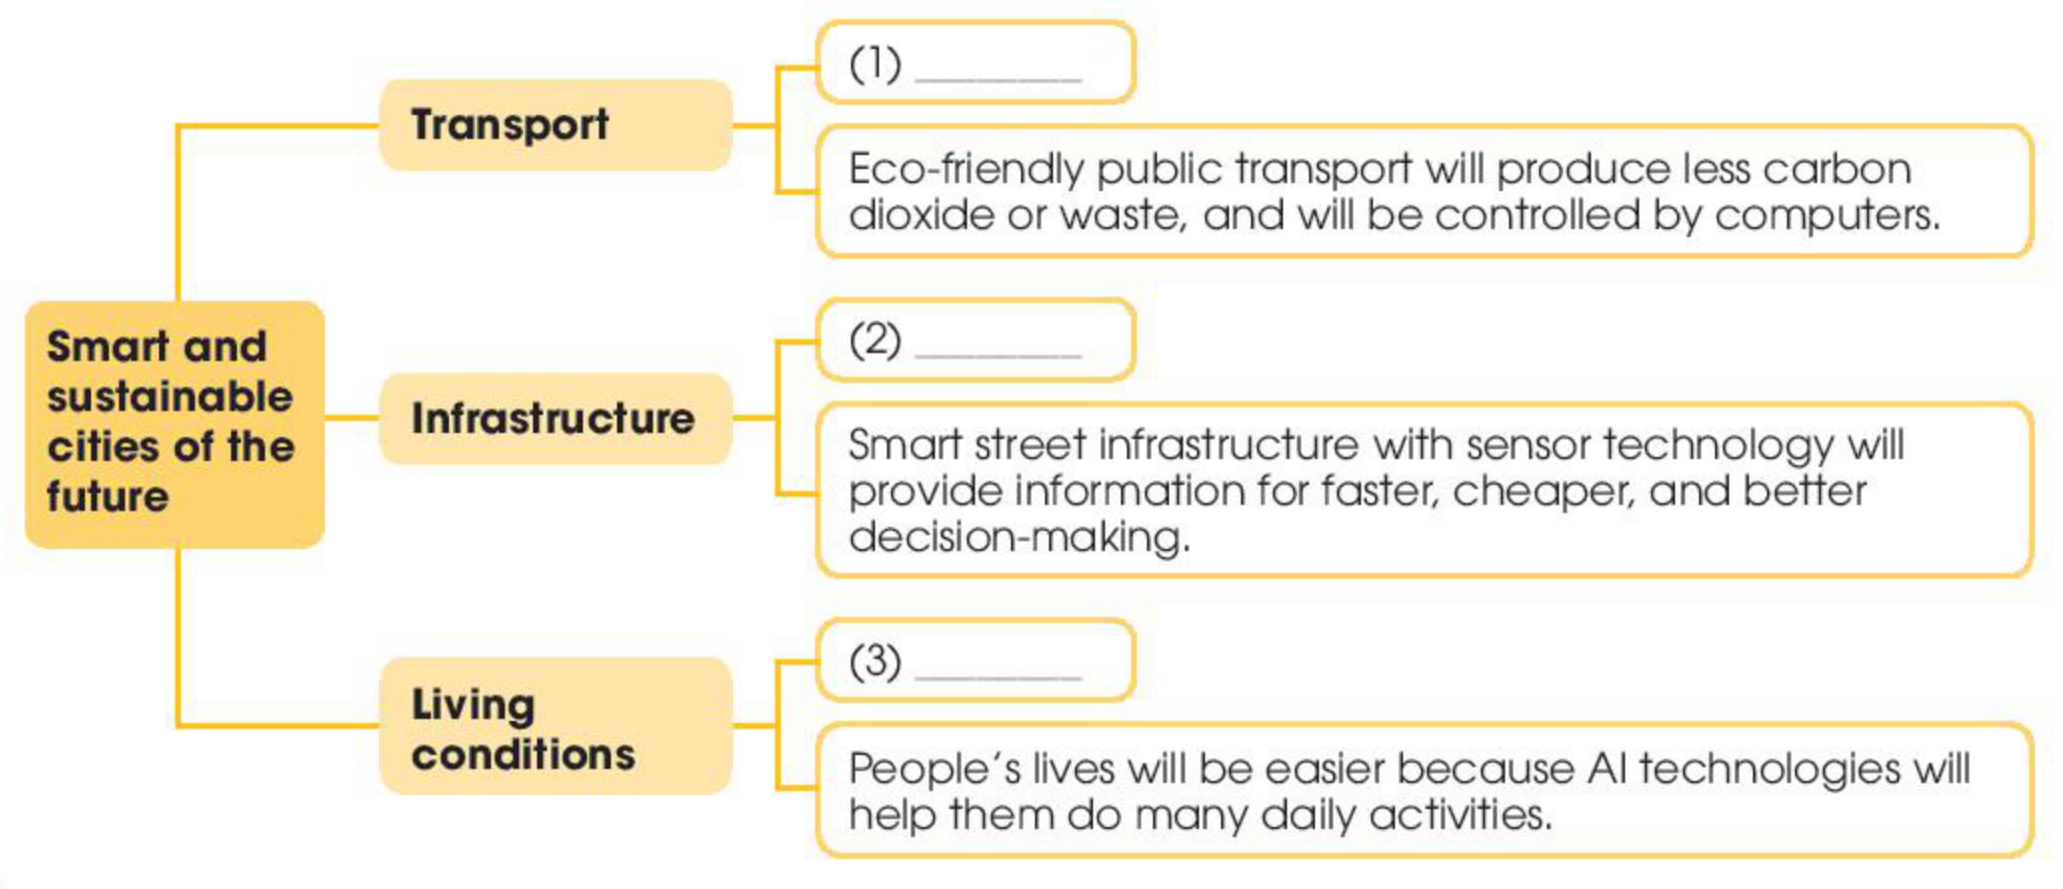 Smart and
sustainable
cities of the
future
Transport
(1) ________
Eco-friendly public transport will produce less carbon
dioxide or waste, and will be controlled by computers.
Infrastructure
(2) ________
Smart street infrastructure with sensor technology will
provide information for faster, cheaper, and better
decision-making.
Living
conditions
(3) ________
People's lives will be easier because AI technologies will
help them do many daily activities.